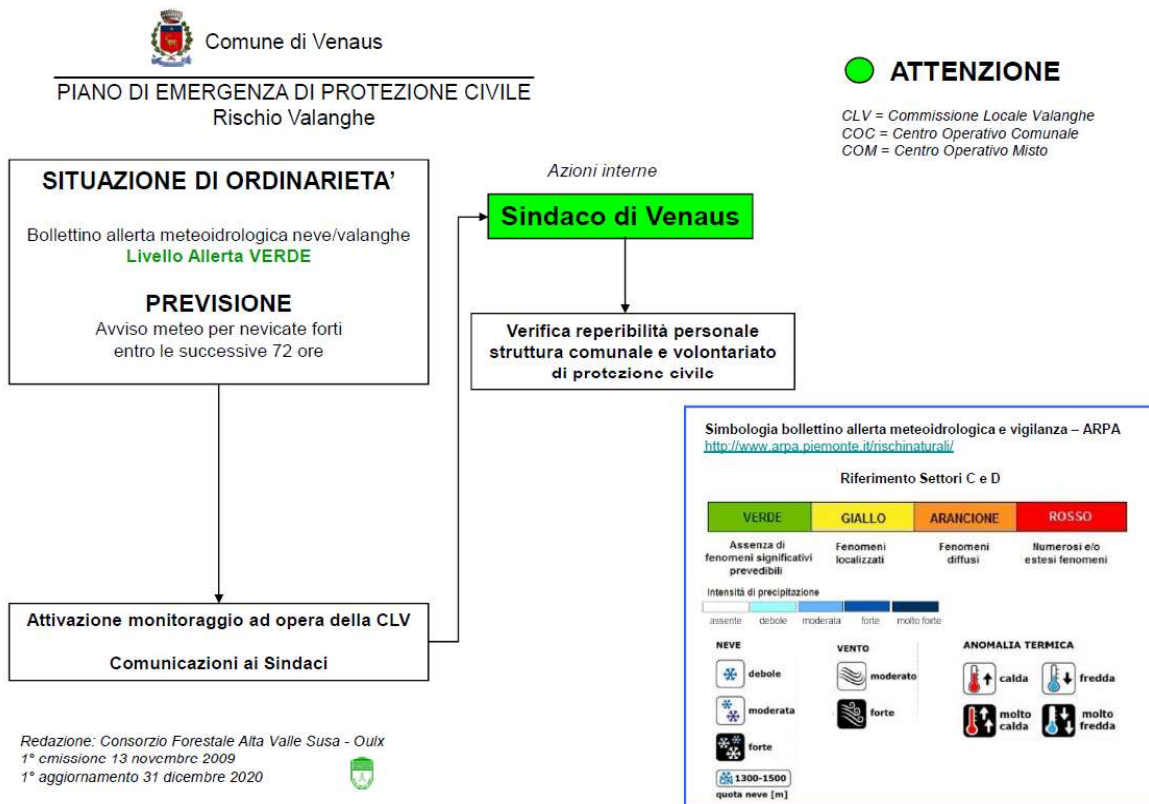 Comune di Venaus
PIANO DI EMERGENZA DI PROTEZIONE CIVILE
Rischio Valanghe
ATTENZIONE
CLV = Commissione Locale Valanghe
COC = Centro Operativo Comunale
COM = Centro Operativo Misto
SITUAZIONE DI ORDINARIETA'
Bollettino allerta meteoidrologica neve/valanghe
Livello Allerta VERDE
PREVISIONE
Avviso meteo per nevicate forti
entro le successive 72 ore
Attivazione monitoraggio ad opera della CLV
Comunicazioni ai Sindaci
Azioni interne
Sindaco di Venaus
Verifica reperibilità personale
struttura comunale e volontariato
di protezione civile
Simbologia bollettino allerta meteoidrologica e vigilanza – ARPA
http://www.arpa.piemonte.it/rischinaturali/
Riferimento Settori C e D
VERDE GIALLO ARANCIONE ROSSO
Assenza di fenomeni significativi prevedibili
Fenomeni localizzati
Fenomeni diffusi
Numerosi e/o estesi fenomeni
Intensità di precipitazione
assente debole moderata forte molto forte
NEVE
debole
moderata
forte
1300-1500
quota neve [m]
VENTO
moderato
forte
ANOMALIA TERMICA
calda fredda
molto calda
molto fredda
Redazione: Consorzio Forestale Alta Valle Susa - Oulx
1° emissione 13 novembre 2009
1° aggiornamento 31 dicembre 2020